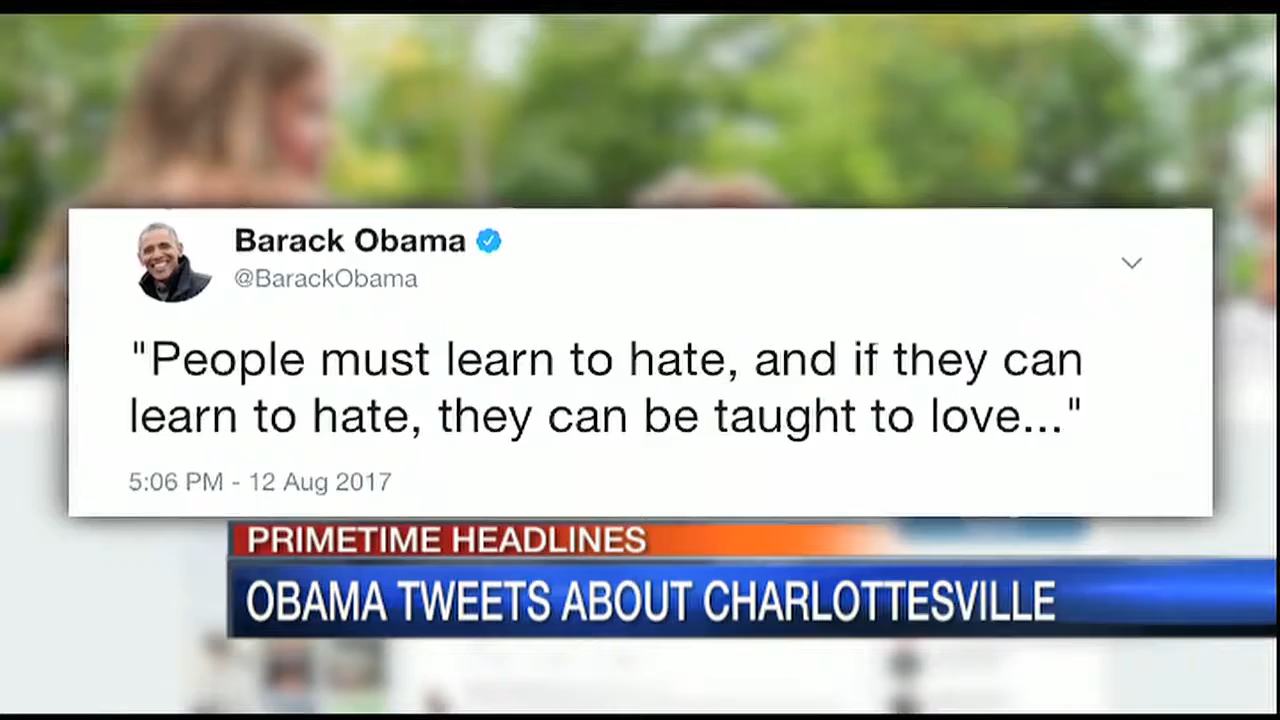 Barack Obama
@BarackObama
"People must learn to hate, and if they can
learn to hate, they can be taught to love..."
5:06 PM - 12 Aug 2017
PRIMETIME HEADLINES
OBAMA TWEETS ABOUT CHARLOTTESVILLE